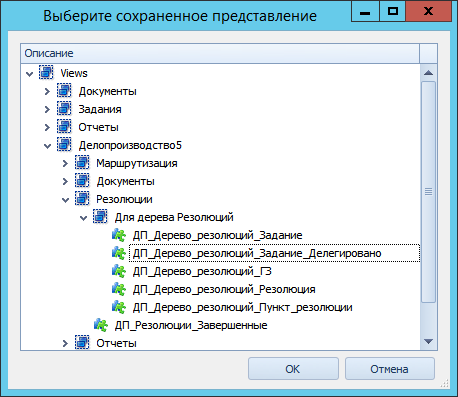 Выберите сохраненное представление
Описание
Views
Документы
Задания
Отчеты
Делопроизводство5
Маршрутизация
Документы
Резолюции
Для дерева Резолюций
ДП_Дерево_резолюций_Задание
ДП_Дерево_резолюций_Задание_Делегировано
ДП_Дерево_резолюций_ГЗ
ДП_Дерево_резолюций_Резолюция
ДП_Дерево_резолюций_Пункт_резолюции
ДП_Резолюции_Завершенные
Отчеты
OK Отмена